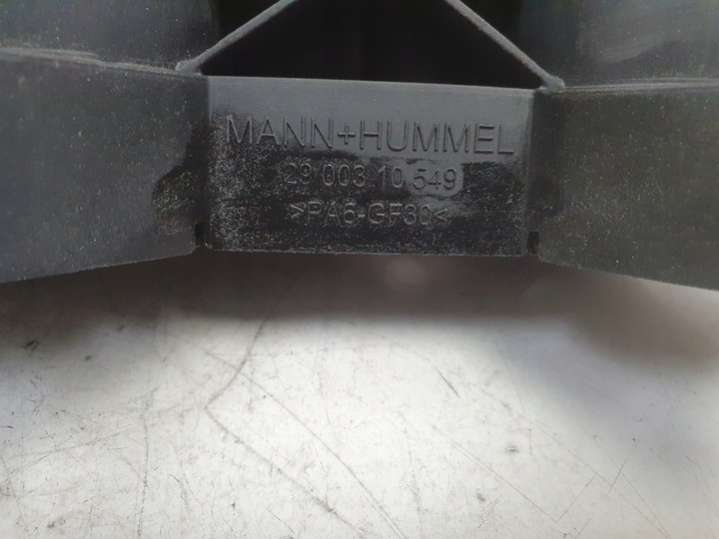 MANN+HUMMEL
29 003 10 549
>PA6-GF30<